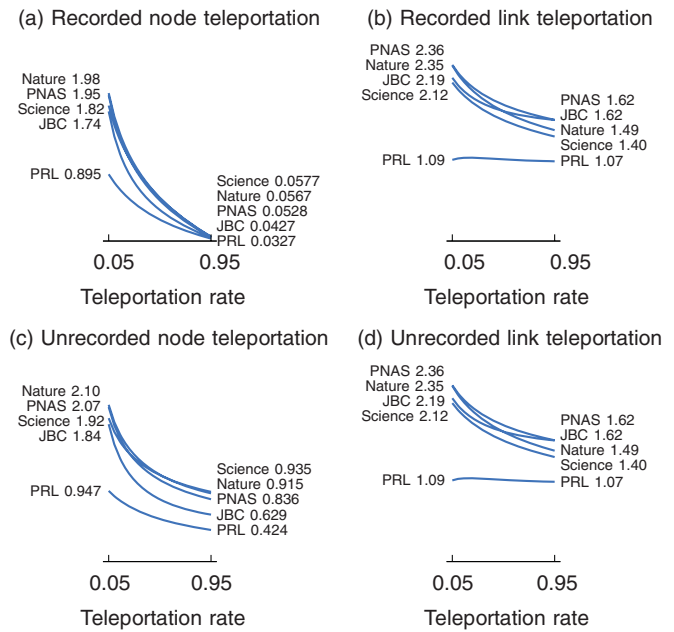 (a) Recorded node teleportation
Nature 1.98
PNAS 1.95
Science 1.82
JBC 1.74
PRL 0.895
Science 0.0577
Nature 0.0567
PNAS 0.0528
JBC 0.0427
PRL 0.0327
0.05
0.95
Teleportation rate
(b) Recorded link teleportation
PNAS 2.36
Nature 2.35
JBC 2.19
Science 2.12
PRL 1.09
PNAS 1.62
JBC 1.62
Nature 1.49
Science 1.40
PRL 1.07
0.05
0.95
Teleportation rate
(c) Unrecorded node teleportation
Nature 2.10
PNAS 2.07
Science 1.92
JBC 1.84
PRL 0.947
Science 0.935
Nature 0.915
PNAS 0.836
JBC 0.629
PRL 0.424
0.05
0.95
Teleportation rate
(d) Unrecorded link teleportation
PNAS 2.36
Nature 2.35
JBC 2.19
Science 2.12
PRL 1.09
PNAS 1.62
JBC 1.62
Nature 1.49
Science 1.40
PRL 1.07
0.05
0.95
Teleportation rate